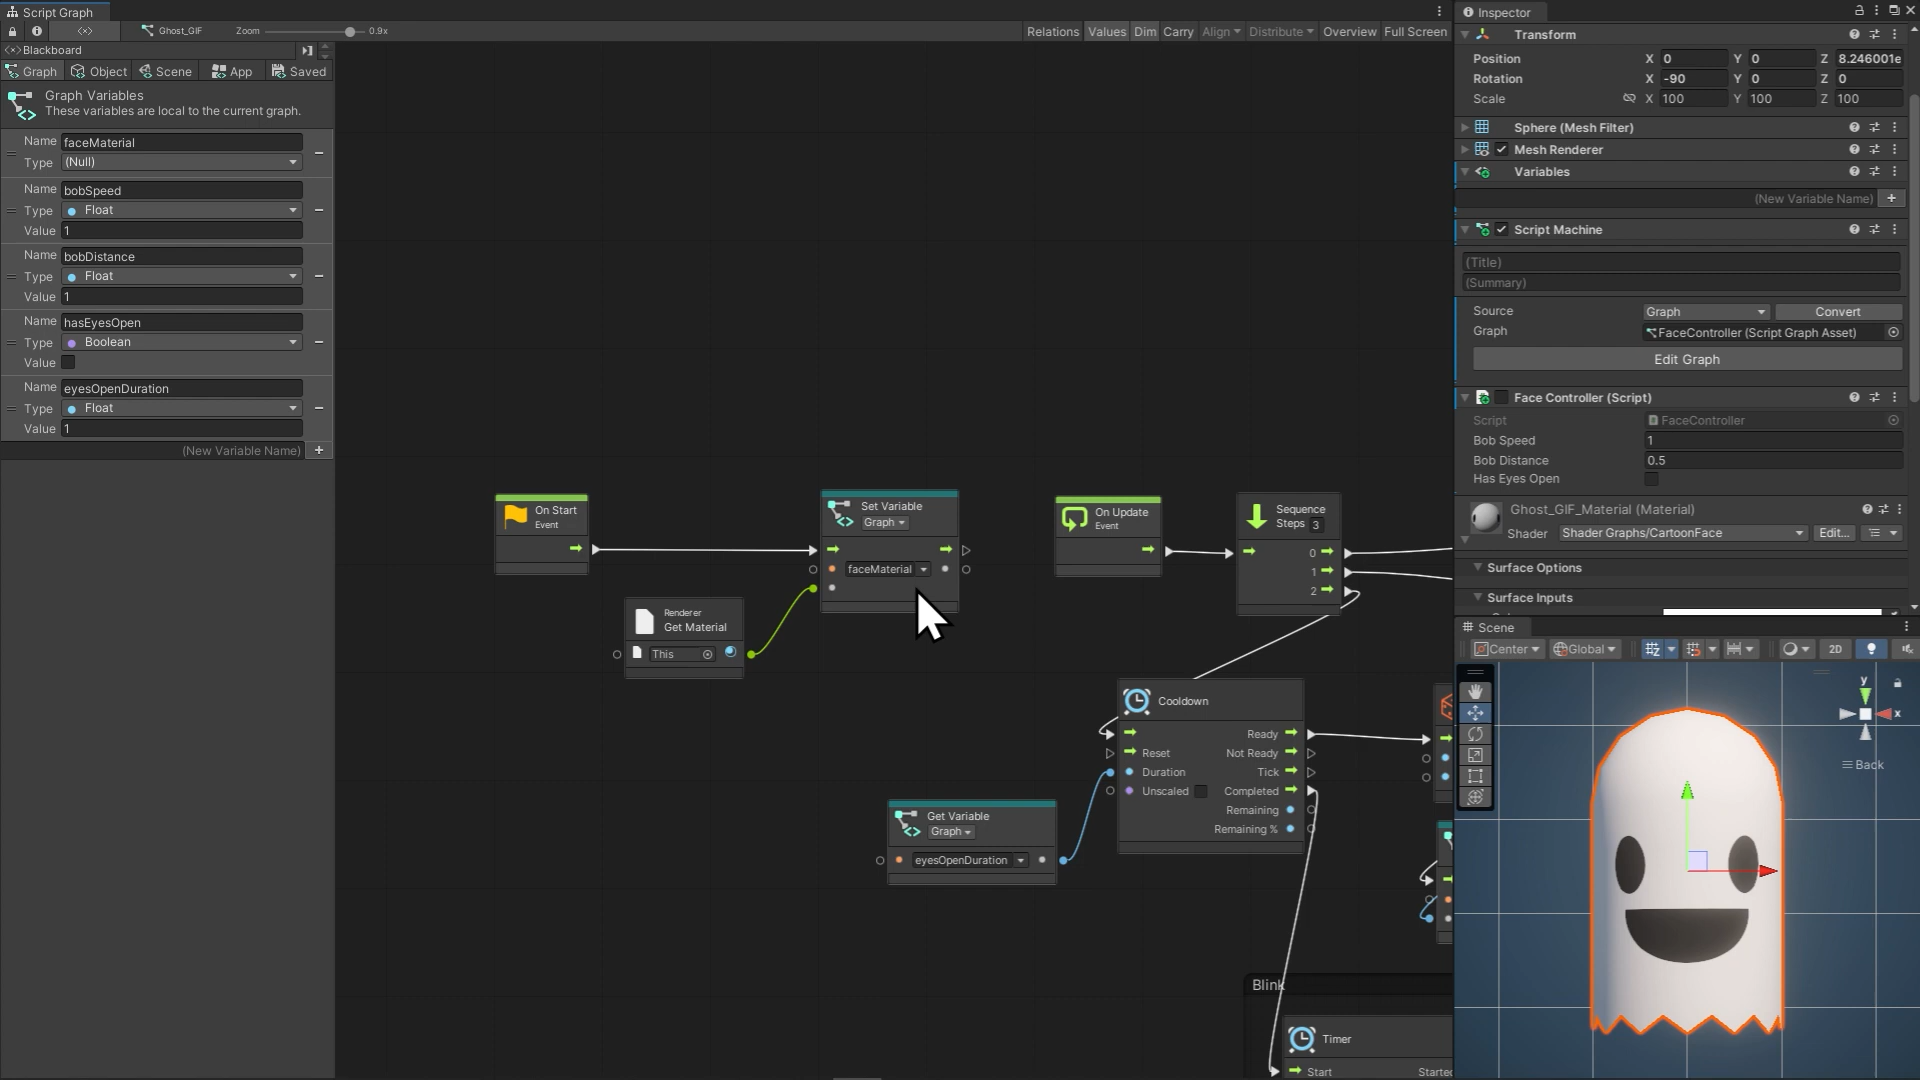 Script Graph
Ghost_GIF
Zoom
0.9x
Relations
Values
Dim
Carry
Align
Distribute
Overview
Full Screen
Blackboard
Graph
Object
Scene
App
Saved
Graph Variables
These variables are local to the current graph.
Name faceMaterial
Type (Null)
Name bobSpeed
Type Float
Value 1
Name bobDistance
Type Float
Value 1
Name hasEyesOpen
Type Boolean
Value
Name eyesOpenDuration
Type Float
Value 1
(New Variable Name)
On Start
Event
Set Variable
Graph
faceMaterial
Renderer
Get Material
This
On Update
Event
Sequence
Steps 3
0
1
2
Cooldown
Ready
Reset Not Ready
Duration Tick
Unscaled Completed
Remaining
Remaining %
Get Variable
Graph
eyesOpenDuration
Blink
Timer
Start Started
Inspector
Transform
Position X 0 Y 0 Z 8.246001e
Rotation X -90 Y 0 Z 0
Scale X 100 Y 100 Z 100
Sphere (Mesh Filter)
Mesh Renderer
Variables
(New Variable Name)
Script Machine
(Title)
(Summary)
Source Graph Convert
Graph FaceController (Script Graph Asset)
Edit Graph
Face Controller (Script)
Script FaceController
Bob Speed 1
Bob Distance 0.5
Has Eyes Open
Ghost_GIF_Material (Material)
Shader Shader Graphs/CartoonFace Edit...
Surface Options
Surface Inputs
Scene
Center
Global
2D
y
x
Back